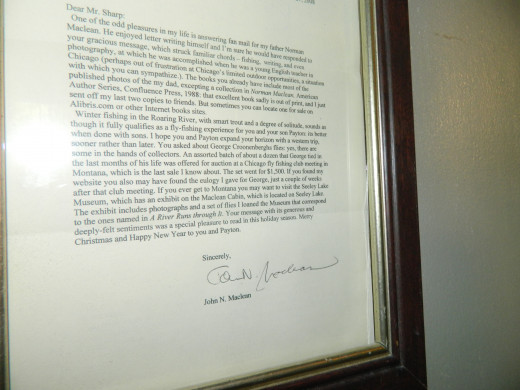 2008
Dear Mr. Sharp:
One of the odd pleasures in my life is answering fan mail for my father Norman
Maclean. He enjoyed letter writing himself and I'm sure he would have responded to
your gracious message, which struck familiar chords - fishing, writing, and even
photography, at which he was accomplished when he was a young English teacher in
Chicago (perhaps out of frustration at Chicago's limited outdoor opportunities, a situation
with which you can sympathize.). The books you already have include most of the
published photos of my dad, excepting a collection in Norman Maclean, American
Author Series, Confluence Press, 1988. that excellent book sadly is out of print, and I just
sent off my last two copies to friends. But sometimes you can locate one for sale on
Alibris.com or other Internet books sites.
Winter fishing in the Roaring River, with smart trout and a degree of solitude, sounds as
though is fully qualifies as a fly-fishing experience for you and your son Payton. its better
when done with sons. I hope you and Payton expand your horizon with a western trip,
sooner rather than later. You asked about George Croonenberghs flies: yes, there are
some in the hands of collectors. An assorted batch of about a dozen that George tied in
the last months of his life was offered for auction at a Chicago fly fishing club meeting in
Montana, which is the last sale I know about. The set went for $1,500. If you found my
website you also may have found the eulogy I gave for George, just a couple of weeks
after that club meeting. If you ever get to Montana you may want to visit the Seeley Lake
Museum, which has an exhibit on the Maclean Cabin, which is located on Seeley Lake.
The exhibit includes photographs and a set of flies I loaned the Museum that correspond
to the ones named in A River Runs through It. Your message with its generous and
deeply-felt sentiments was a special pleasure to read in this holiday season. Merry
Christmas and Happy New Year to you and Payton.
Sincerely,
John N. Maclean
John N. Maclean